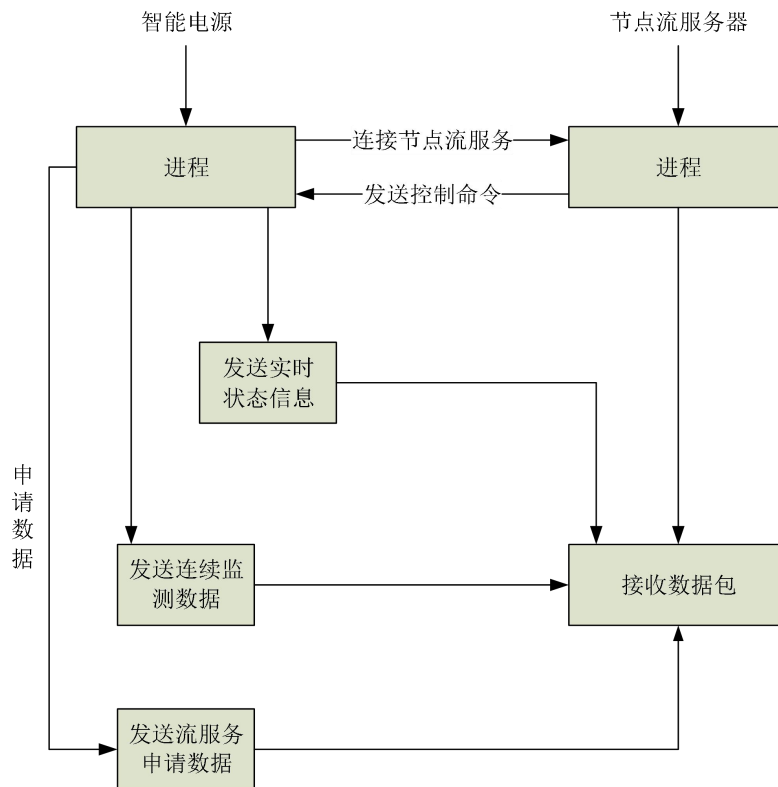 智能电源
节点流服务器
进程
连接节点流服务
进程
发送控制命令
发送实时
状态信息
申请数据
发送连续监
测数据
接收数据包
发送流服务
申请数据